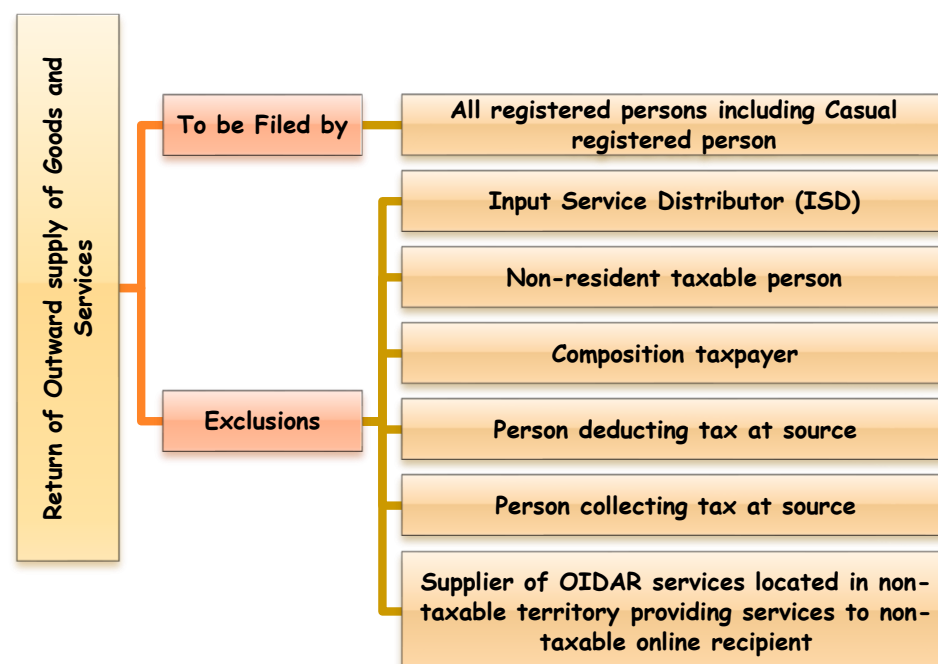 Return of Outward supply of Goods and
Services
To be Filed by
All registered persons including Casual
registered person
Exclusions
Input Service Distributor (ISD)
Non-resident taxable person
Composition taxpayer
Person deducting tax at source
Person collecting tax at source
Supplier of OIDAR services located in non-
taxable territory providing services to non-
taxable online recipient